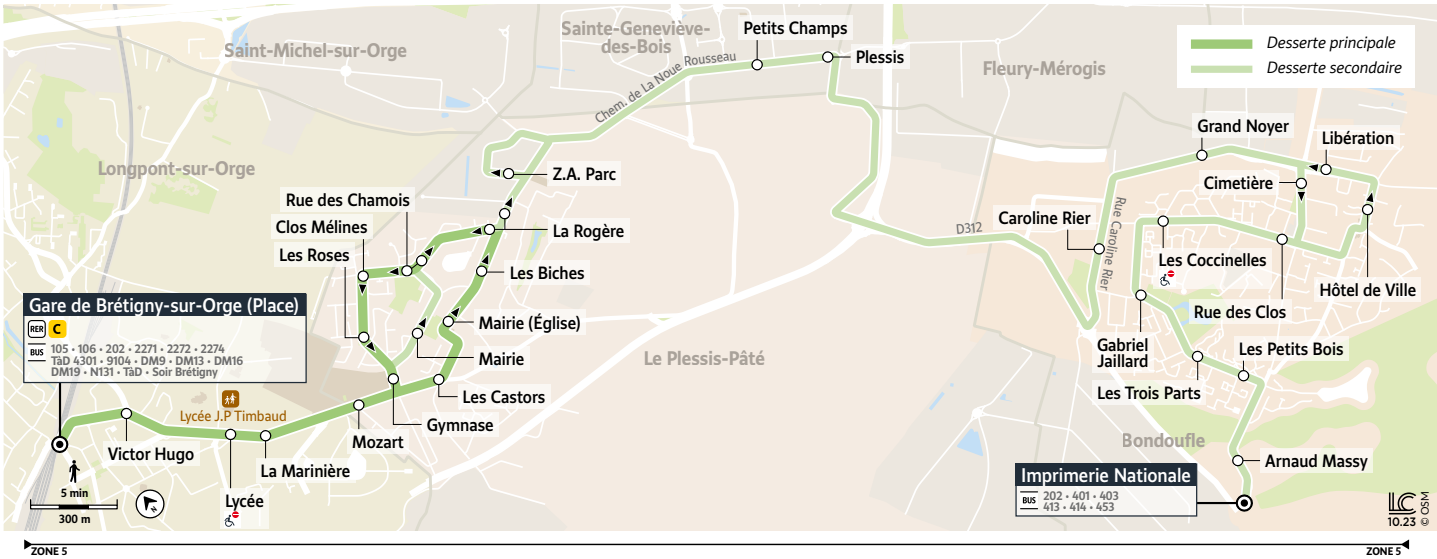 Saint-Michel-sur-Orge
Sainte-Geneviève-
des-Bois
Petits Champs
Plessis
Chem. de La Noue Rousseau
Fleury-Mérogis
Desserte principale
Desserte secondaire
Longpont-sur-Orge
Z.A. Parc
Rue des Chamois
Clos Mélines
Les Roses
La Rogère
Les Biches
Mairie (Église)
Mairie
Les Castors
Gymnase
Mozart
La Marinière
Lycée
Victor Hugo
Lycée J.P Timbaud
Gare de Brétigny-sur-Orge (Place)
RER C
BUS
105 • 106 • 202 • 2271 • 2272 • 2274
TàD 4301 • 9104 • DM9 • DM13 • DM16
DM19 • N131 • TàD • Soir Brétigny
5 min
300 m
Le Plessis-Pâté
D312
Caroline Rier
Rue Caroline Rier
Grand Noyer
Libération
Cimetière
Les Coccinelles
Rue des Clos
Hôtel de Ville
Gabriel
Jaillard
Les Trois Parts
Les Petits Bois
Bondoufle
Arnaud Massy
Imprimerie Nationale
BUS
202 • 401 • 403
413 • 414 • 453
LC
10.23
© OSM
ZONE 5
ZONE 5